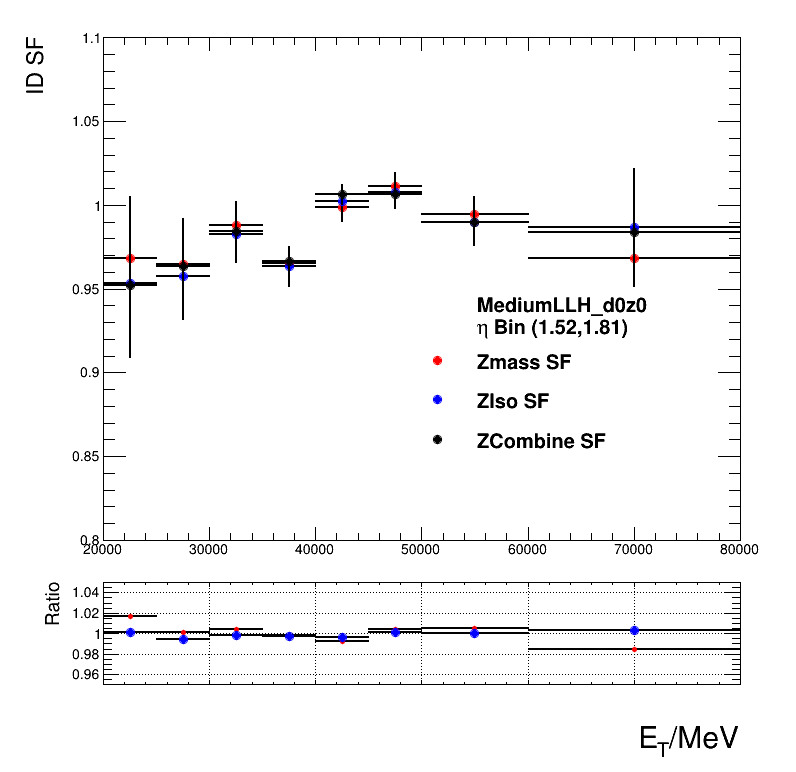 ID SF
1.1
1.05
1
0.95
0.9
0.85
0.8
MediumLLH_d0z0
η Bin (1.52,1.81)
Zmass SF
ZIso SF
ZCombine SF
20000 30000 40000 50000 60000 70000 80000
Ratio
1.04
1.02
1
0.98
0.96
E_T/MeV